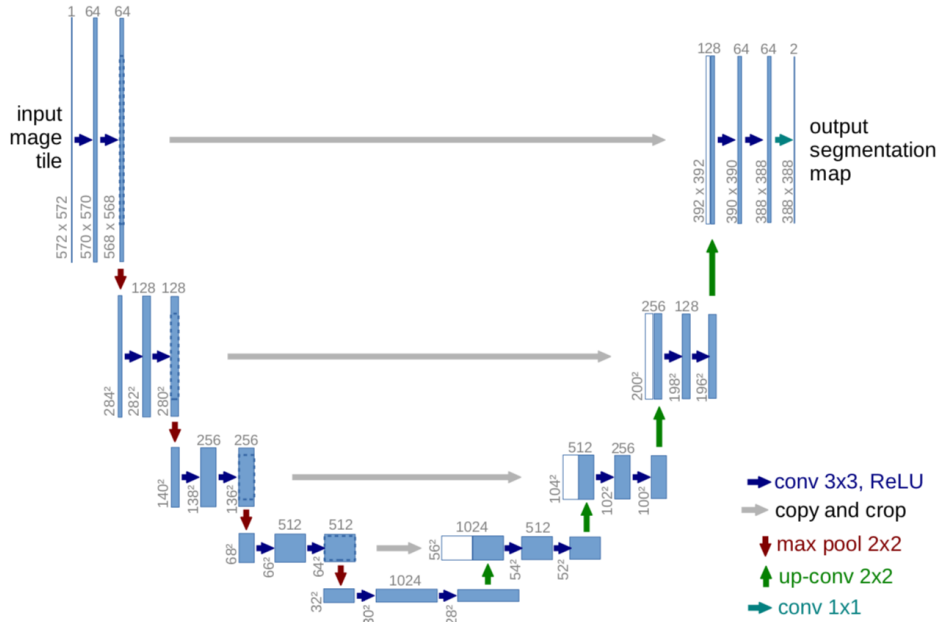 1 64 64
128 64 64 2
input
mage
tile
output
segmentation
map
572 x 572
570 x 570
568 x 568
392 x 392
390 x 390
388 x 388
388 x 388
128 128
256 128
284²
282²
280²
200²
198²
196²
256 256
512 256
140²
138²
136²
104²
102²
100²
512 512
1024 512
68²
66²
64²
56²
54²
52²
1024
32²
30²
28²
conv 3x3, ReLU
copy and crop
max pool 2x2
up-conv 2x2
conv 1x1